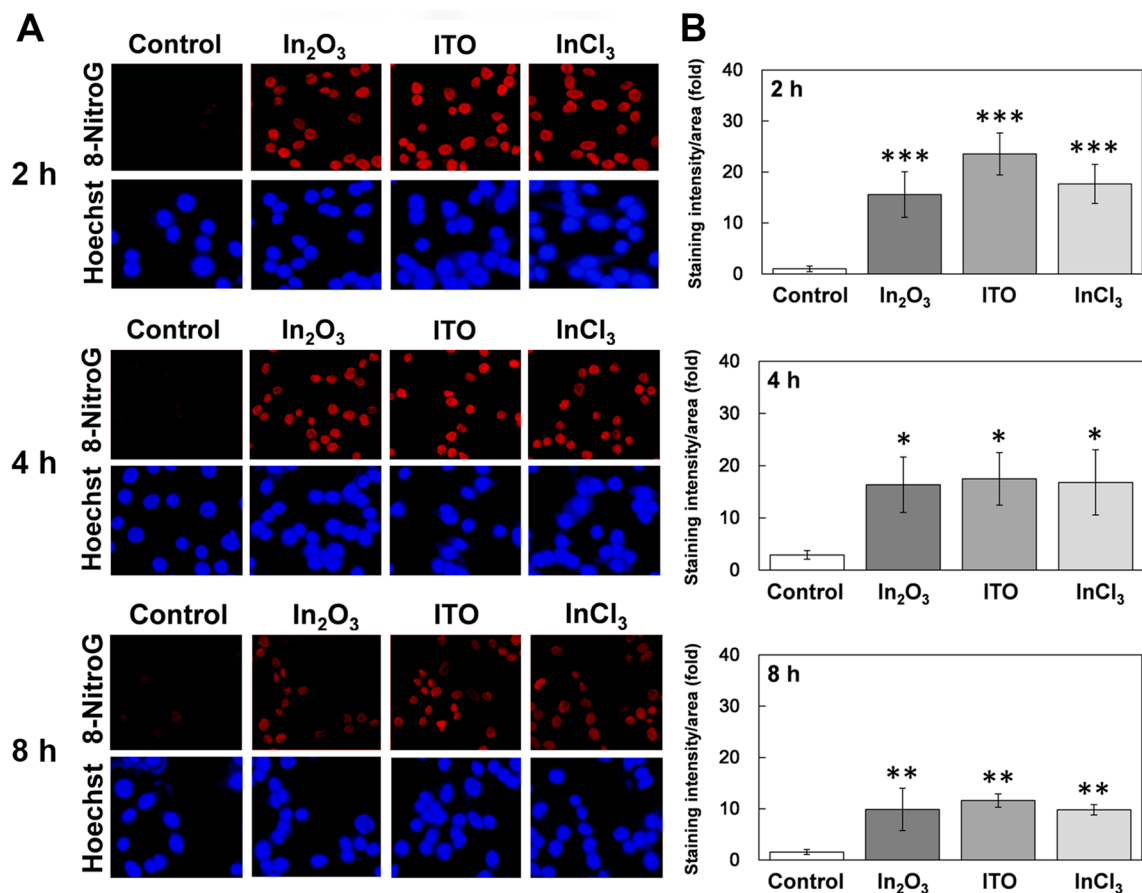 A
Control In₂O₃ ITO InCl₃
2 h
8-NitroG
Hoechst
Control In₂O₃ ITO InCl₃
4 h
8-NitroG
Hoechst
Control In₂O₃ ITO InCl₃
8 h
8-NitroG
Hoechst
B
Staining intensity/area (fold)
40
30
20
10
0
2 h
*** *** ***
Control In₂O₃ ITO InCl₃
Staining intensity/area (fold)
40
30
20
10
0
4 h
* * *
Control In₂O₃ ITO InCl₃
Staining intensity/area (fold)
40
30
20
10
0
8 h
** ** **
Control In₂O₃ ITO InCl₃